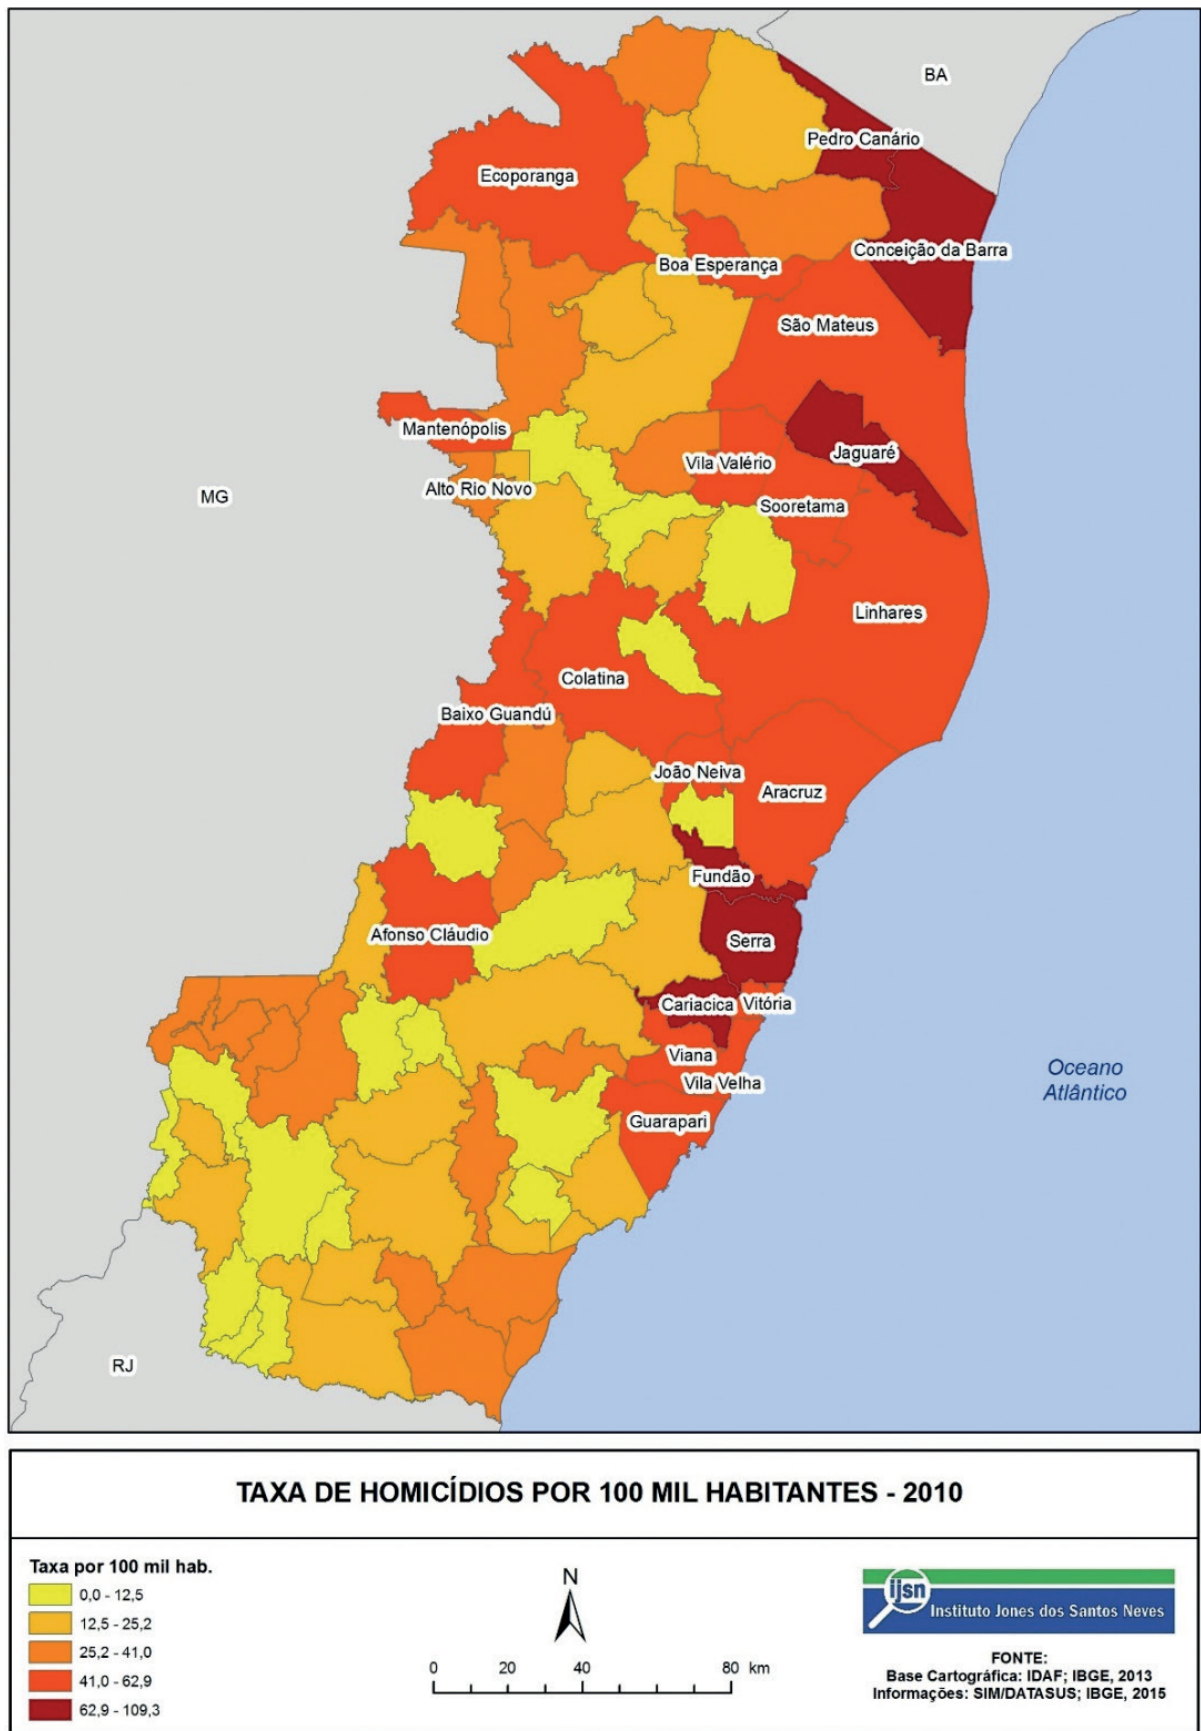 BA
Pedro Canário
Ecoporanga
Conceição da Barra
Boa Esperança
São Mateus
Mantenópolis
Jaguaré
Vila Valério
Alto Rio Novo
MG
Sooretama
Linhares
Colatina
Baixo Guandú
João Neiva
Aracruz
Fundão
Afonso Cláudio
Serra
Cariacica
Vitória
Viana
Vila Velha
Oceano
Atlântico
Guarapari
RJ
TAXA DE HOMICÍDIOS POR 100 MIL HABITANTES - 2010
Taxa por 100 mil hab.
0,0 - 12,5
12,5 - 25,2
25,2 - 41,0
41,0 - 62,9
62,9 - 109,3
N
0 20 40 80 km
ijsn
Instituto Jones dos Santos Neves
FONTE:
Base Cartográfica: IDAF; IBGE, 2013
Informações: SIM/DATASUS; IBGE, 2015